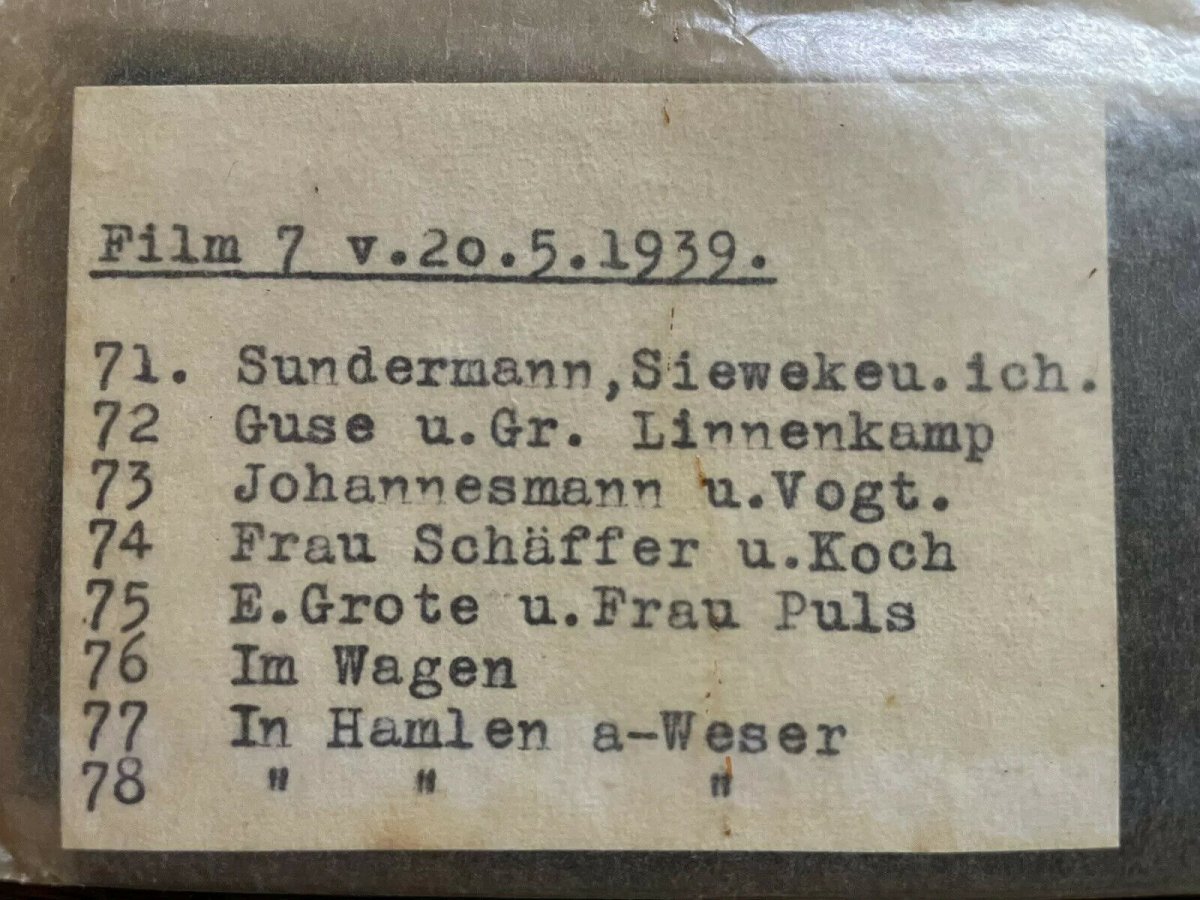 Film 7 v.2o.5.1939.
71. Sundermann,Siewekeu.ich.
72 Guse u.Gr. Linnenkamp
73 Johannesmann u.Vogt.
74 Frau Schäffer u.Koch
75 E.Grote u.Frau Puls
76 Im Wagen
77 In Hamlen a-Weser
78 " " "